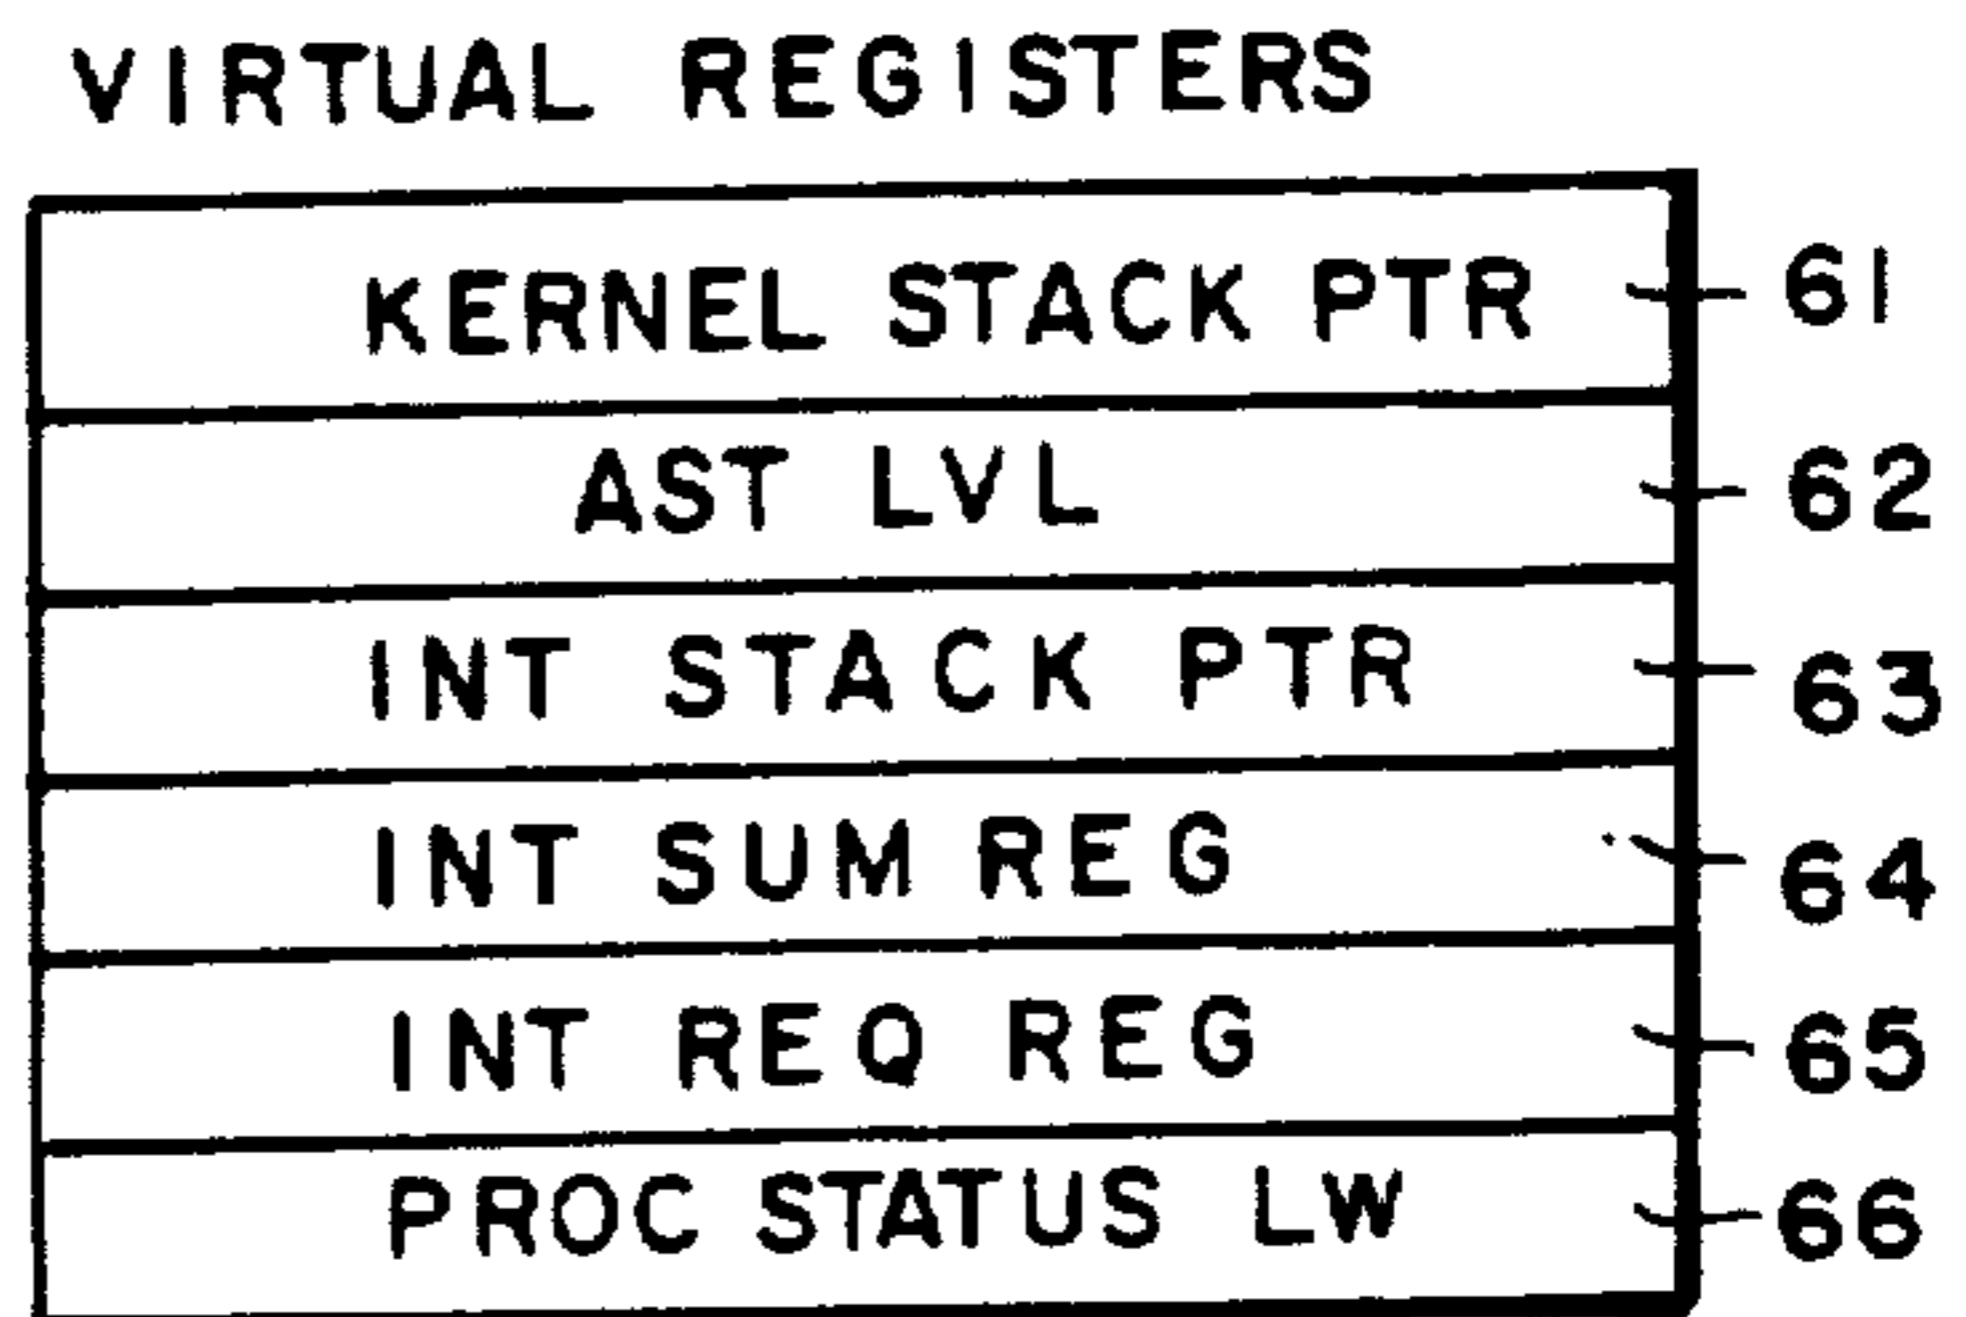 VIRTUAL REGISTERS
KERNEL STACK PTR 61
AST LVL 62
INT STACK PTR 63
INT SUM REG 64
INT REQ REG 65
PROC STATUS LW 66